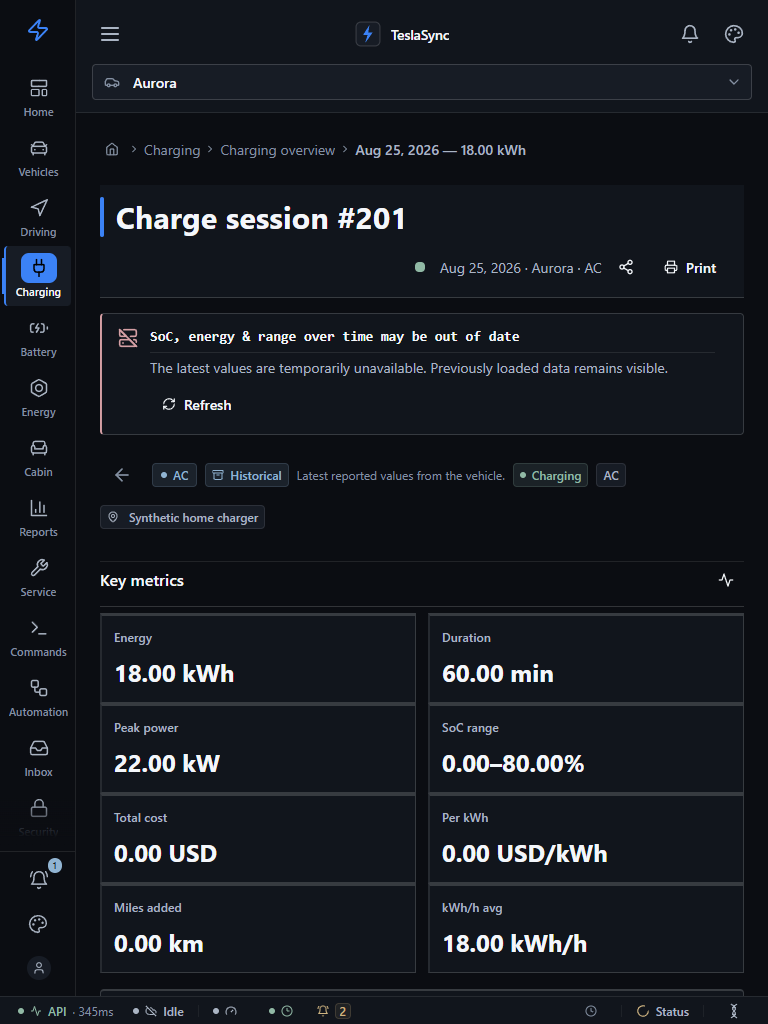 TeslaSync
Aurora
Home
Vehicles
Driving
Charging
Battery
Energy
Cabin
Reports
Service
Commands
Automation
Inbox
Security
1
Charging
Charging overview
Aug 25, 2026 — 18.00 kWh
Charge session #201
Aug 25, 2026 · Aurora · AC
Print
SoC, energy & range over time may be out of date
The latest values are temporarily unavailable. Previously loaded data remains visible.
Refresh
AC
Historical
Latest reported values from the vehicle.
Charging
AC
Synthetic home charger
Key metrics
Energy
18.00 kWh
Duration
60.00 min
Peak power
22.00 kW
SoC range
0.00–80.00%
Total cost
0.00 USD
Per kWh
0.00 USD/kWh
Miles added
0.00 km
kWh/h avg
18.00 kWh/h
API · 345ms
Idle
2
Status